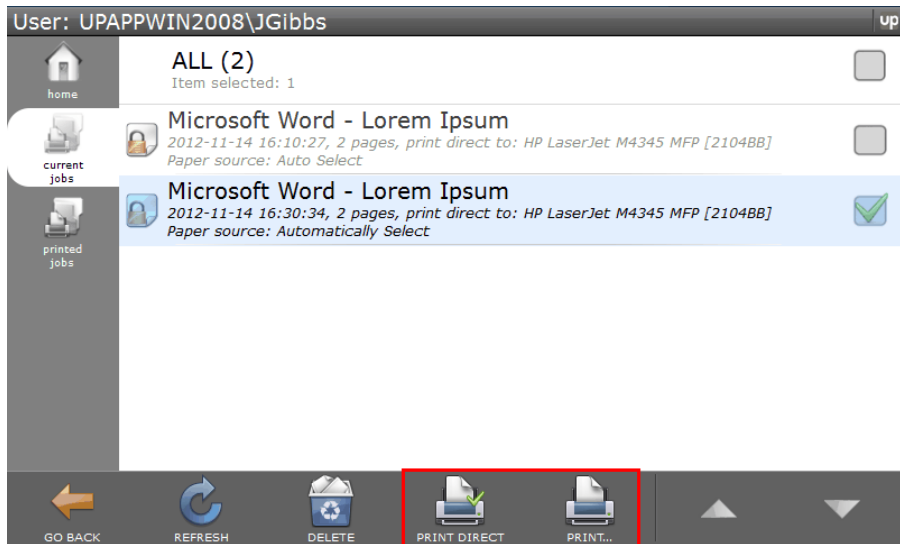 User: UPAPPWIN2008\JGibbs
up
home
ALL (2)
Item selected: 1
current
jobs
Microsoft Word - Lorem Ipsum
2012-11-14 16:10:27, 2 pages, print direct to: HP LaserJet M4345 MFP [2104BB]
Paper source: Auto Select
Microsoft Word - Lorem Ipsum
2012-11-14 16:30:34, 2 pages, print direct to: HP LaserJet M4345 MFP [2104BB]
Paper source: Automatically Select
printed
jobs
GO BACK
REFRESH
DELETE
PRINT DIRECT
PRINT...